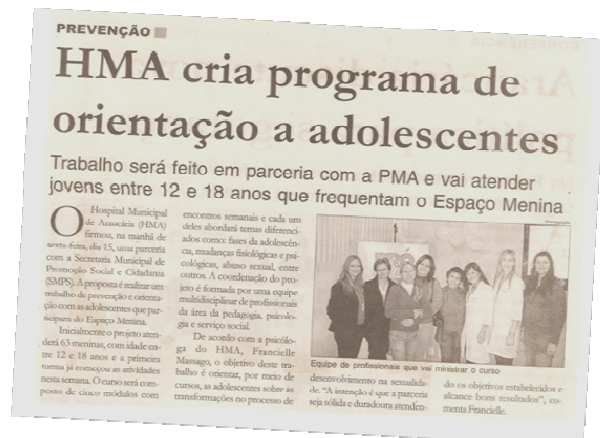 PREVENÇÃO
HMA cria programa de
orientação a adolescentes
Trabalho será feito em parceria com a PMA e vai atender
jovens entre 12 e 18 anos que frequentam o Espaço Menina
O Hospital Municipal
de Araucária (HMA)
firmou, na manhã de
sexta-feira, dia 15, uma parceria
com a Secretaria Municipal de
Promoção Social e Cidadania
(SMPS). A proposta é realizar um
trabalho de prevenção e orienta-
ção com as adolescentes que par-
ticipam do Espaço Menina.
Inicialmente o projeto aten-
derá 63 meninas, com idade en-
tre 12 e 18 anos e a primeira
turma já começou as atividades
nesta semana. O curso será com-
posto de cinco módulos com
encontros semanais e cada um
deles abordará temas diferenci-
ados como: fases da adolescên-
cia, mudanças fisiológicas e psi-
cológicas, abuso sexual, entre
outros. A coordenação do pro-
jeto é formada por uma equipe
multidisciplinar de profissionais
da área da pedagogia, psicolo-
gia e serviço social.
De acordo com a psicólo-
ga do HMA, Francielle
Massago, o objetivo deste tra-
balho é orientar, por meio de
cursos, as adolescentes sobre as
transformações no processo de
Equipe de profissionais que vai ministrar o curso
desenvolvimento na sexualida-
de. "A intenção é que a parceria
seja sólida e duradoura atenden-
do os objetivos estabelecidos e
alcance bons resultados", co-
menta Francielle.